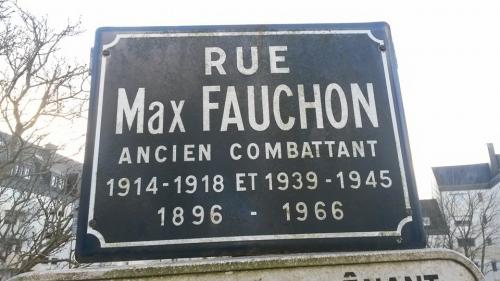 RUE
Max FAUCHON
ANCIEN COMBATTANT
1914-1918 ET 1939-1945
1896 - 1966